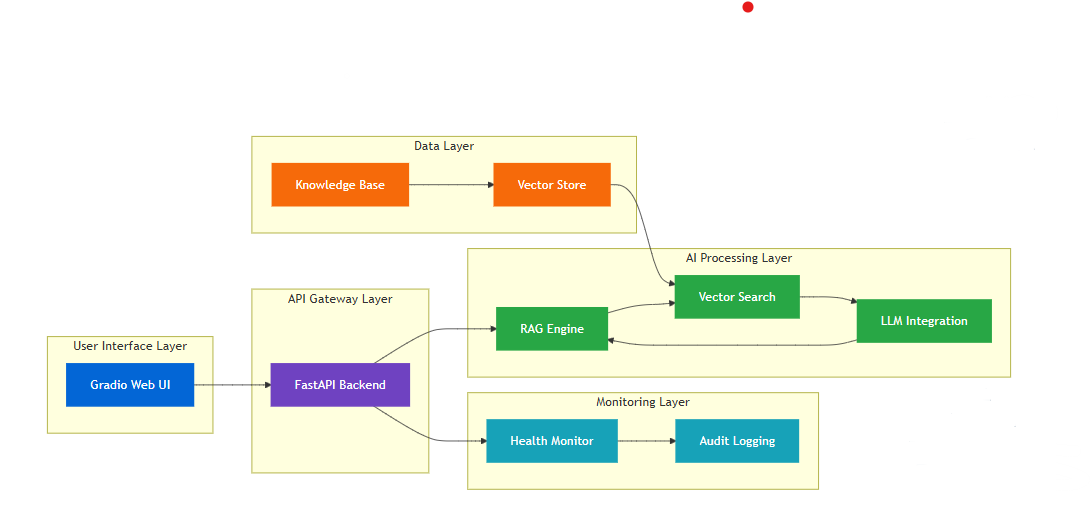 Data Layer
Knowledge Base
Vector Store
AI Processing Layer
Vector Search
LLM Integration
RAG Engine
API Gateway Layer
FastAPI Backend
User Interface Layer
Gradio Web UI
Monitoring Layer
Health Monitor
Audit Logging